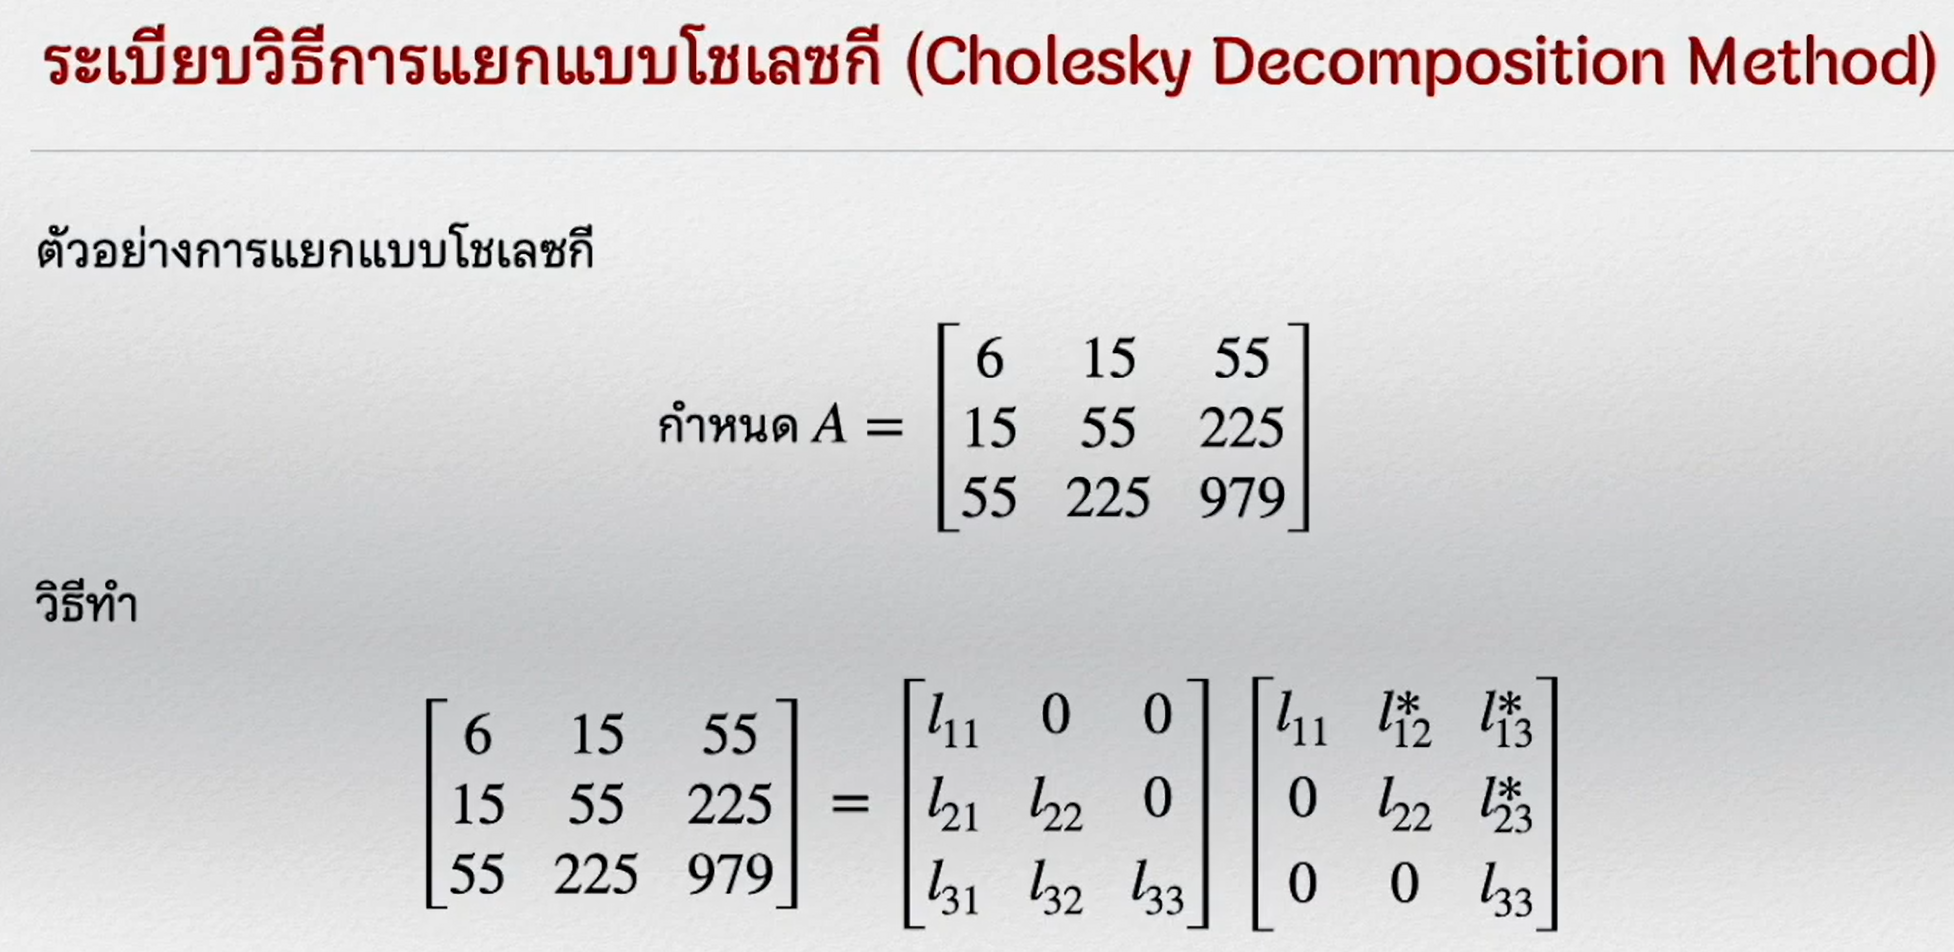 ระเบียบวิธีการแยกแบบโชเลซกี (Cholesky Decomposition Method)
ตัวอย่างการแยกแบบโชเลซกี
กำหนด A = [6 15 55
15 55 225
55 225 979]
วิธีทำ
[6 15 55 15 55 225 55 225 979] = [l₁₁ 0 0 l₂₁ l₂₂ 0 l₃₁ l₃₂ l₃₃] [l₁₁ l*₁₂ l*₁₃ 0 l₂₂ l*₂₃ 0 0 l₃₃]